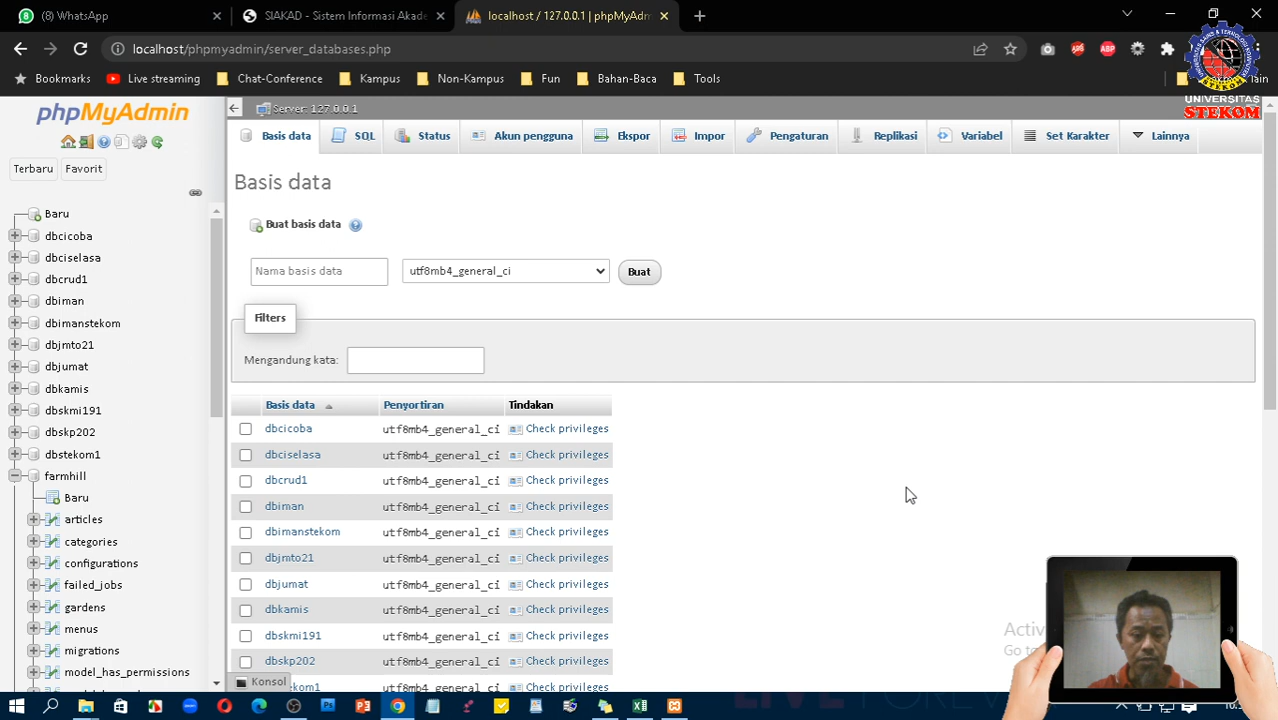 (8) WhatsApp
SIAKAD - Sistem Informasi Akade
localhost / 127.0.0.1 | phpMyAdm
localhost/phpmyadmin/server_databases.php
ABP
Bookmarks
Live streaming
Chat-Conference
Kampus
Non-Kampus
Fun
Bahan-Baca
Tools
UNIVERSITAS
STEKOM
phpMyAdmin
Terbaru
Favorit
Baru
dbcicoba
dbciselasa
dbcrud1
dbiman
dbimanstekom
dbjmto21
dbjumat
dbkamis
dbskmi191
dbskp202
dbstekom1
farmhill
Baru
articles
categories
configurations
failed_jobs
gardens
menus
migrations
model_has_permissions
Server: 127.0.0.1
Basis data
SQL
Status
Akun pengguna
Ekspor
Impor
Pengaturan
Replikasi
Variabel
Set Karakter
Lainnya
Basis data
Buat basis data
Nama basis data
utf8mb4_general_ci
Buat
Filters
Mengandung kata:
Basis data Penyortiran Tindakan
dbcicoba utf8mb4_general_ci Check privileges
dbciselasa utf8mb4_general_ci Check privileges
dbcrud1 utf8mb4_general_ci Check privileges
dbiman utf8mb4_general_ci Check privileges
dbimanstekom utf8mb4_general_ci Check privileges
dbjmto21 utf8mb4_general_ci Check privileges
dbjumat utf8mb4_general_ci Check privileges
dbkamis utf8mb4_general_ci Check privileges
dbskmi191 utf8mb4_general_ci Check privileges
dbskp202 utf8mb4_general_ci Check privileges
ekom1 utf8mb4_general_ci Check privileges
Konsol
Activ
Go to